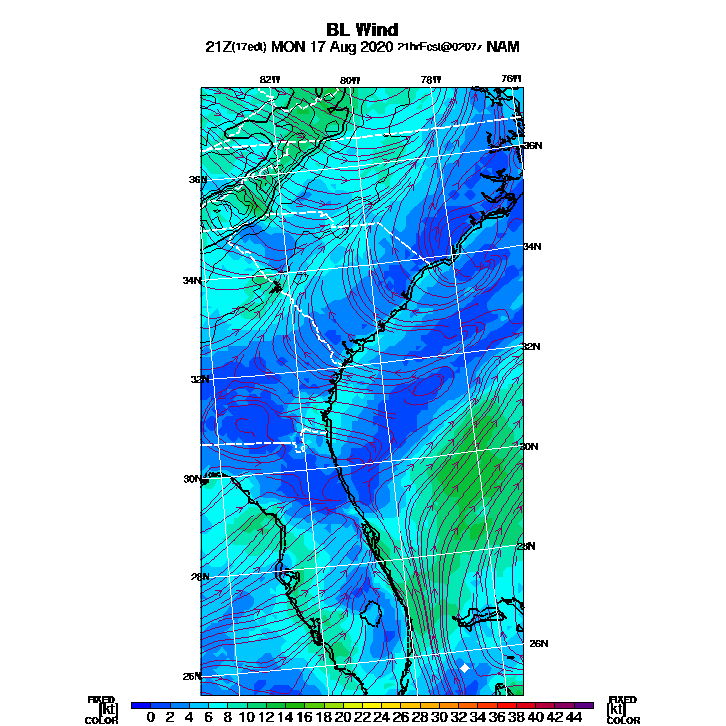 BL Wind
21Z(17edt) MON 17 Aug 2020 21hrFcst@0207z NAM
82W 80W 78W 76W
36N
36N
34N
34N
32N
32N
30N
30N
28N
28N
26N
26N
FIXED FIXED
[kt] 0 2 4 6 8 10 12 14 16 18 20 22 24 26 28 30 32 34 36 38 40 42 44 [kt]
COLOR COLOR